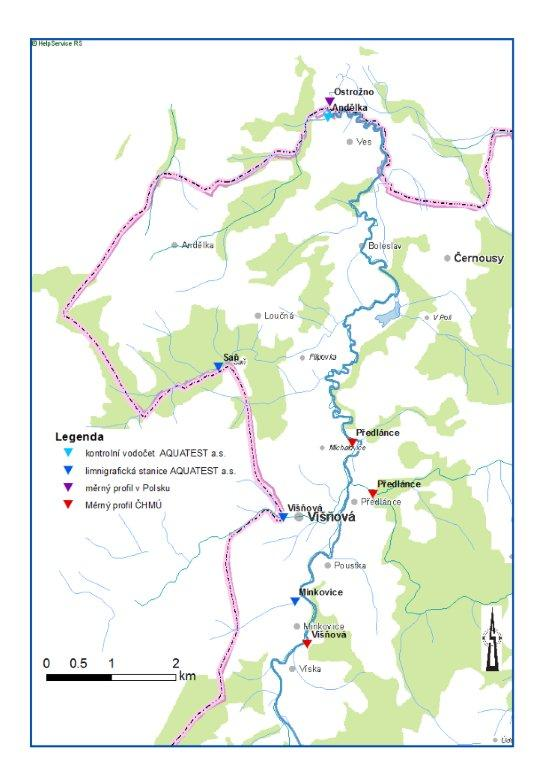 © HelpService RS
Ostrožno
Andělka
Ves
Andělka
Boleslav
Černousy
Loučná
V Poli
Filipovka
Saň
Předlánce
Michalovice
Legenda
kontrolní vodočet AQUATEST a.s.
limnigrafická stanice AQUATEST a.s.
měrný profil v Polsku
Měrný profil ČHMÚ
Předlánce
Předlánce
Višňová
Višňová
Poustka
Minkovice
Minkovice
Višňová
Víska
0 0.5 1 2
km